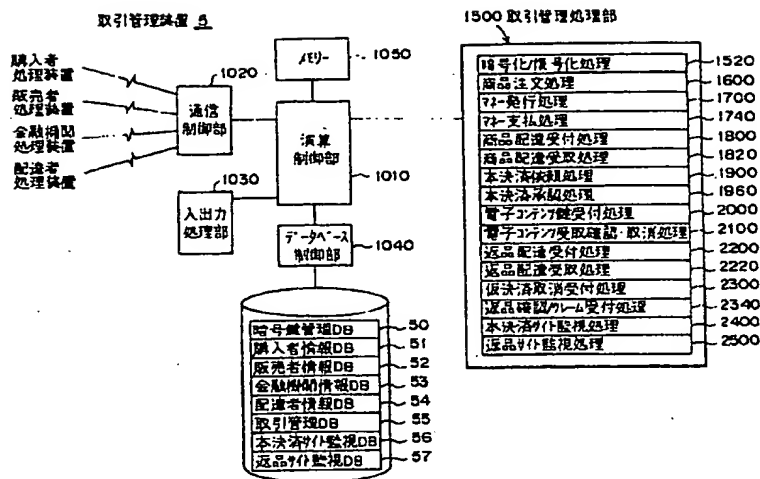 取引管理装置 5
購入者
処理装置
販売者
処理装置
金融機関
処理装置
配達者
処理装置
1020
通信
制御部
メモリー
1050
演算
制御部
1010
1030
入出力
処理部
データベース
制御部
1040
暗号鍵管理DB
50
購入者情報DB
51
販売者情報DB
52
金融機関情報DB
53
配達者情報DB
54
取引管理DB
55
本決済サイト監視DB
56
返品サイト監視DB
57
1500 取引管理処理部
暗号化/復号化処理
1520
商品注文処理
1600
マネー発行処理
1700
マネー支払処理
1740
商品配達受付処理
1800
商品配達受取処理
1820
本決済依頼処理
1900
本決済承認処理
1960
電子コンテンツ鍵受付処理
2000
電子コンテンツ受取確認・取消処理
2100
返品配達受付処理
2200
返品配達受取処理
2220
仮決済取消受付処理
2300
返品確認/クレーム受付処理
2340
本決済サイト監視処理
2400
返品サイト監視処理
2500